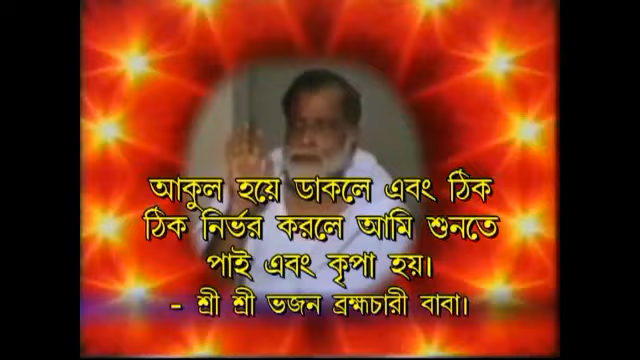 আকুল হয়ে ডাকলে এবং ঠিক
ঠিক নির্ভর করলে আমি শুনতে
পাই এবং কৃপা হয়।
- শ্রী শ্রী ভজন ব্রহ্মচারী বাবা।